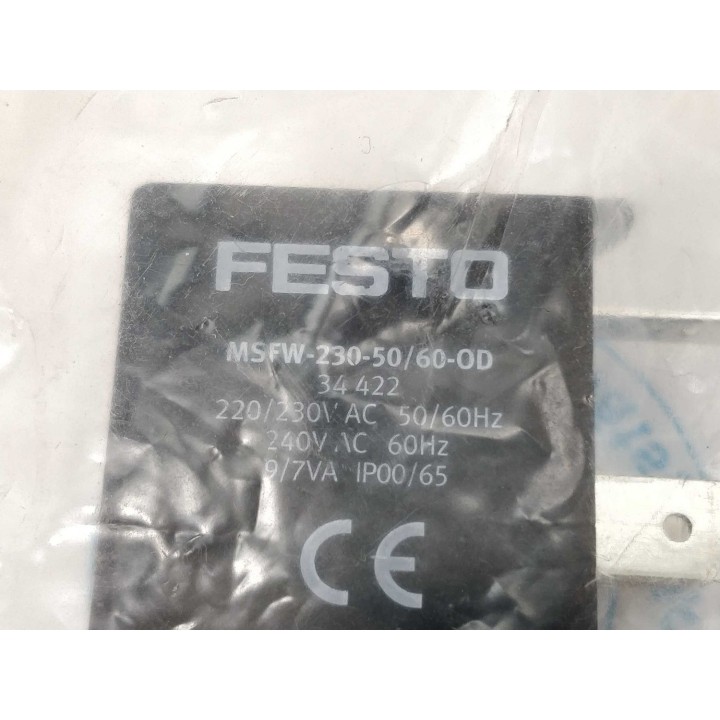 FESTO
MSFW-230-50/60-OD
34 422
220/230V AC 50/60Hz
240V AC 60Hz
9/7VA IP00/65
CE